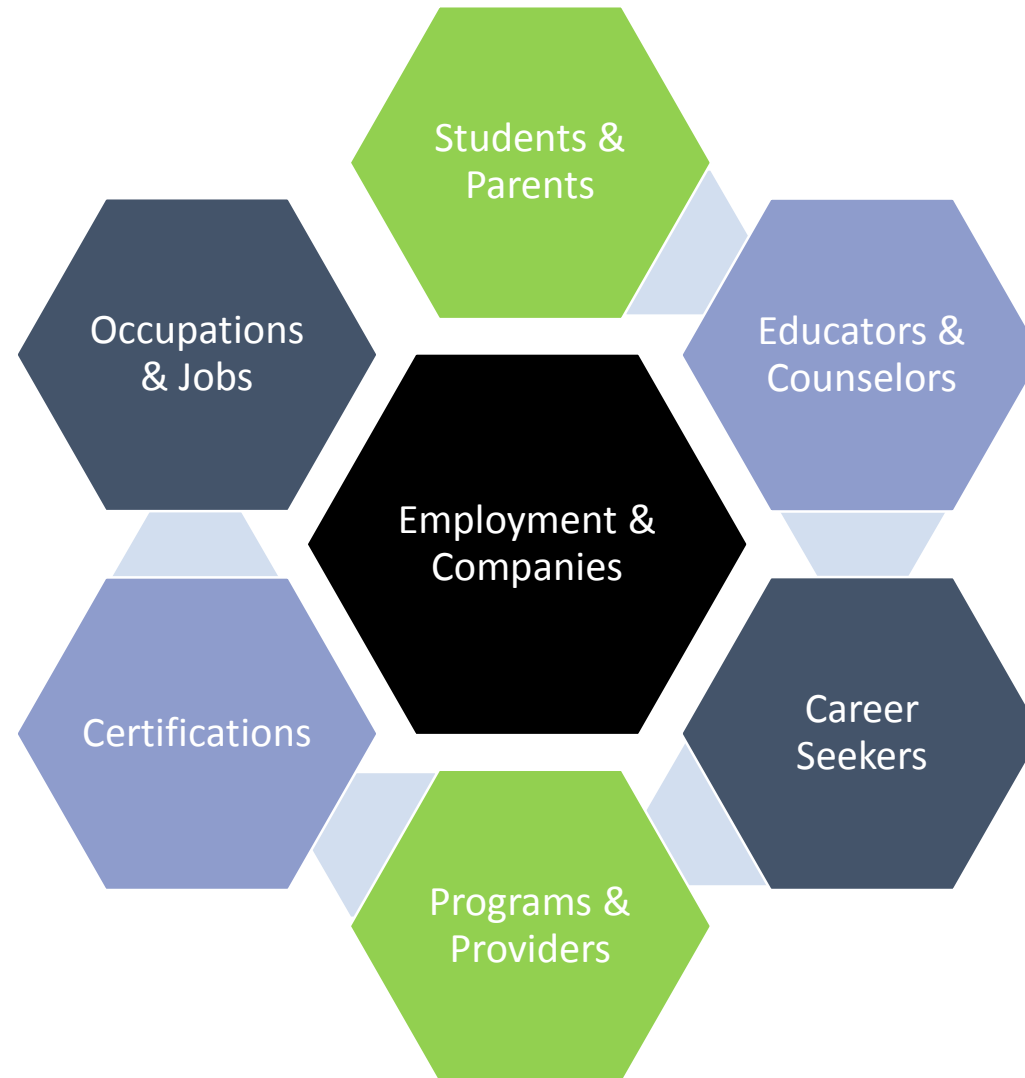 Students &
Parents
Educators &
Counselors
Career
Seekers
Programs &
Providers
Certifications
Occupations
& Jobs
Employment &
Companies